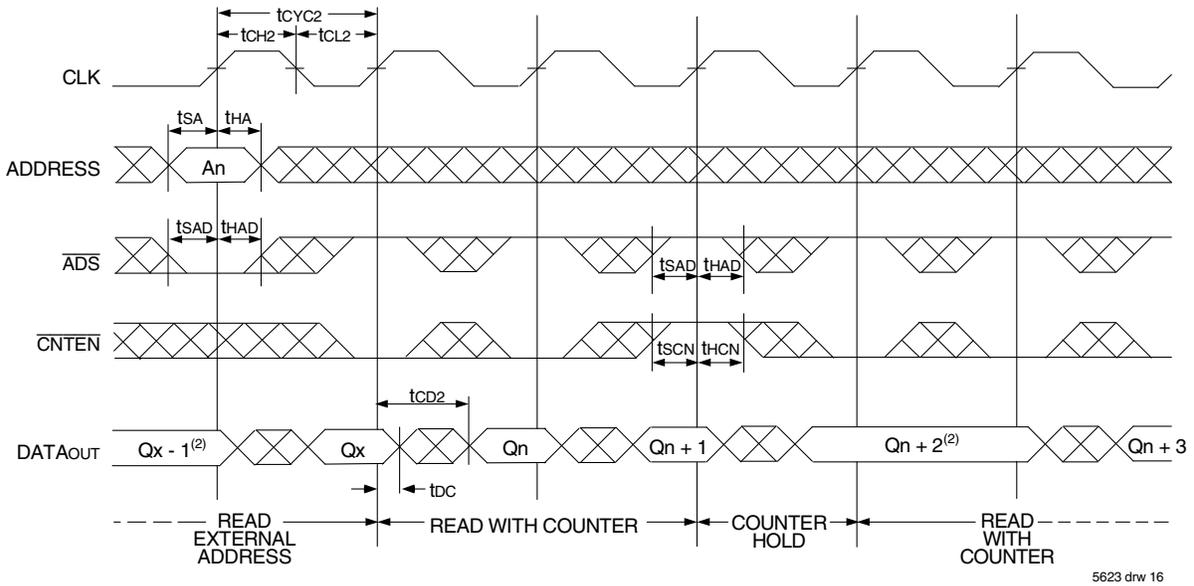 tCYC2
tCH2 tCL2
CLK
tSA tHA
ADDRESS An
tSAD tHAD
ADS tSAD tHAD
CNTEN tSCN tHCN
tCD2
DATAOUT Qx - 1(2) Qx Qn Qn + 1 Qn + 2(2) Qn + 3
tDC
READ EXTERNAL ADDRESS
READ WITH COUNTER
COUNTER HOLD
READ WITH COUNTER
5623 drw 16